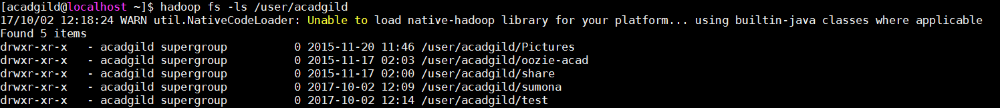 [acadgild@localhost ~]$ hadoop fs -ls /user/acadgild
17/10/02 12:18:24 WARN util.NativeCodeLoader: Unable to load native-hadoop library for your platform... using builtin-java classes where applicable
Found 5 items
drwxr-xr-x   - acadgild supergroup          0 2015-11-20 11:46 /user/acadgild/Pictures
drwxr-xr-x   - acadgild supergroup          0 2015-11-17 02:03 /user/acadgild/oozie-acad
drwxr-xr-x   - acadgild supergroup          0 2015-11-17 02:00 /user/acadgild/share
drwxr-xr-x   - acadgild supergroup          0 2017-10-02 12:09 /user/acadgild/sumona
drwxr-xr-x   - acadgild supergroup          0 2017-10-02 12:14 /user/acadgild/test